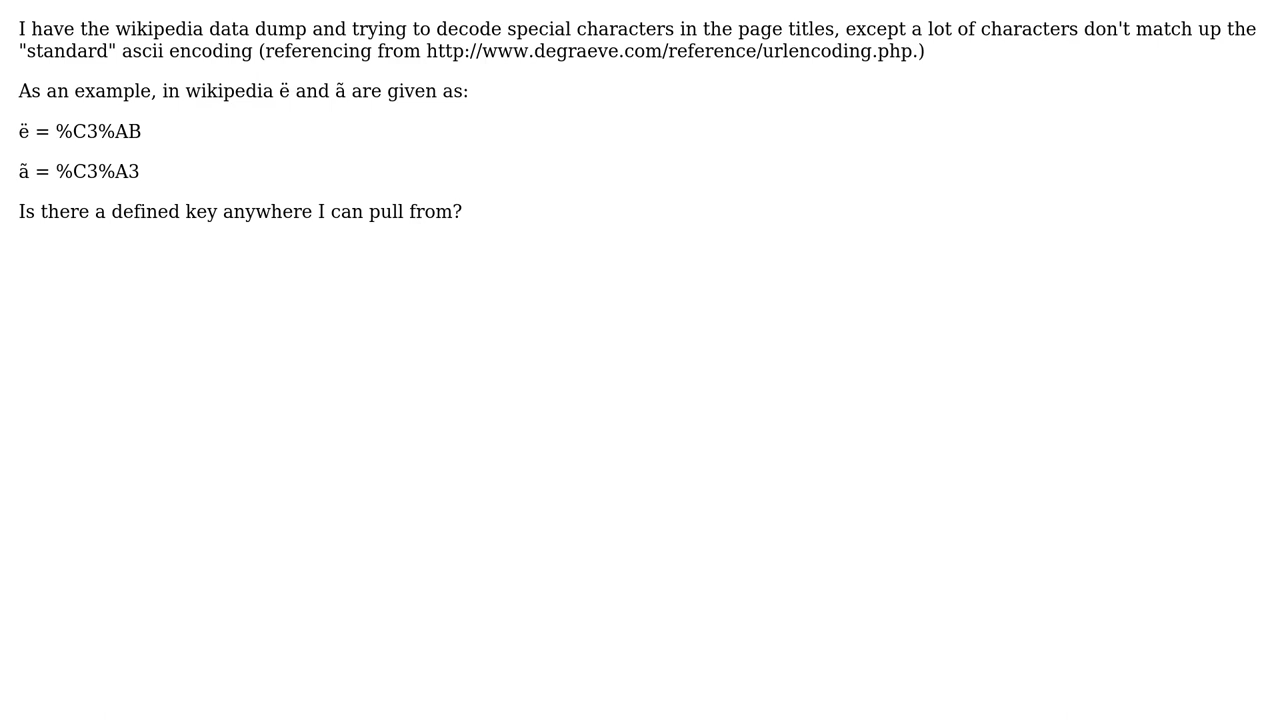 I have the wikipedia data dump and trying to decode special characters in the page titles, except a lot of characters don't match up the
"standard" ascii encoding (referencing from http://www.degraeve.com/reference/urlencoding.php.)
As an example, in wikipedia ë and ã are given as:
ë = %C3%AB
ã = %C3%A3
Is there a defined key anywhere I can pull from?